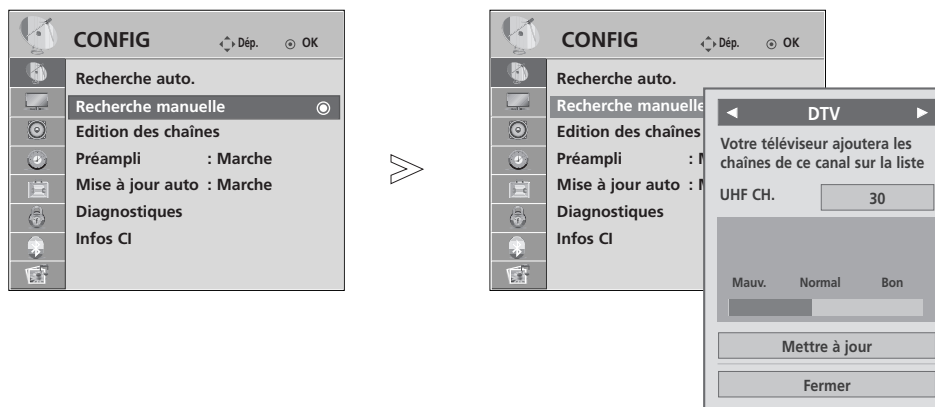 CONFIG Dép. OK
Recherche auto.
Recherche manuelle
Edition des chaînes
Préampli : Marche
Mise à jour auto : Marche
Diagnostiques
Infos CI
CONFIG Dép. OK
Recherche auto.
Recherche manuelle
Edition des chaînes
Préampli :
Mise à jour auto :
Diagnostiques
Infos CI
DTV
Votre téléviseur ajoutera les
chaînes de ce canal sur la liste
UHF CH. 30
Mauv. Normal Bon
Mettre à jour
Fermer